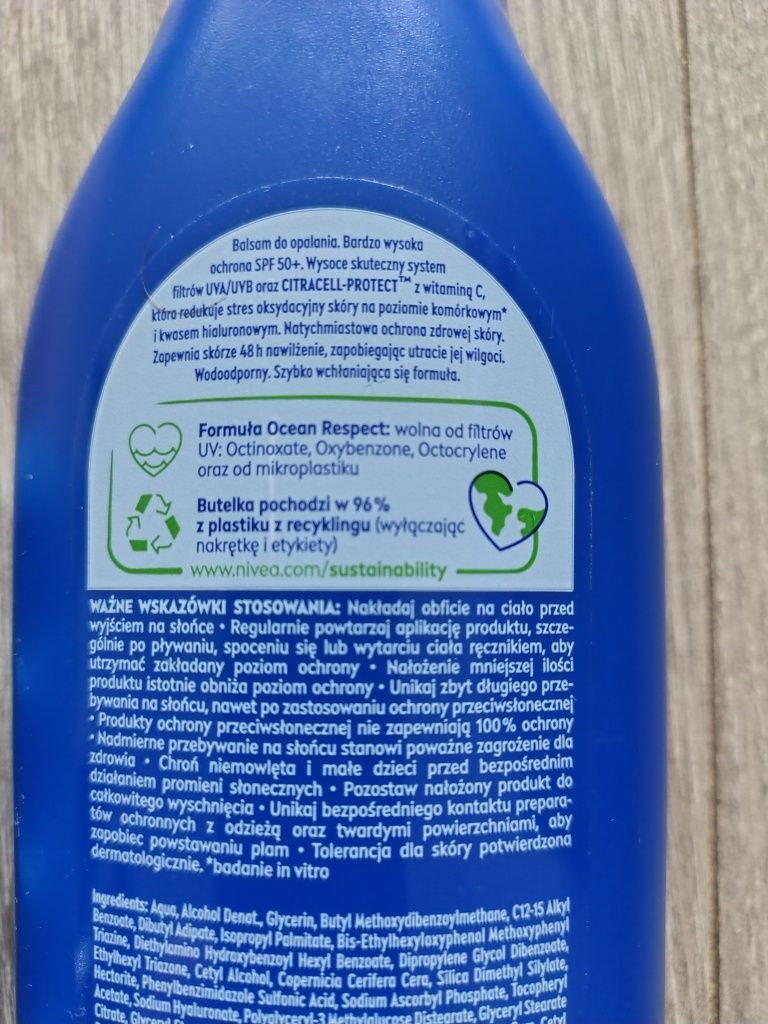 Balsam do opalania. Bardzo wysoka
ochrona SPF 50+. Wysoce skuteczny system
filtrów UVA/UVB oraz CITRACELL-PROTECT™ z witaminą C,
która redukuje stres oksydacyjny skóry na poziomie komórkowym*
i kwasem hialuronowym. Natychmiastowa ochrona zdrowej skóry.
Zapewnia skórze 48 h nawilżenie, zapobiegając utracie jej wilgoci.
Wodoodporny. Szybko wchłaniająca się formuła.
Formuła Ocean Respect: wolna od filtrów
UV: Octinoxate, Oxybenzone, Octocrylene
oraz od mikroplastiku
Butelka pochodzi w 96%
z plastiku z recyklingu (wyłączając
nakrętkę i etykiety)
www.nivea.com/sustainability
WAŻNE WSKAZÓWKI STOSOWANIA: Nakładaj obficie na ciało przed
wyjściem na słońce • Regularnie powtarzaj aplikację produktu, szcze-
gólnie po pływaniu, spoceniu się lub wytarciu ciała ręcznikiem, aby
utrzymać zakładany poziom ochrony • Nałożenie mniejszej ilości
produktu istotnie obniża poziom ochrony • Unikaj zbyt długiego prze-
bywania na słońcu, nawet po zastosowaniu ochrony przeciwsłonecznej
• Produkty ochrony przeciwsłonecznej nie zapewniają 100% ochrony
• Nadmierne przebywanie na słońcu stanowi poważne zagrożenie dla
zdrowia • Chroń niemowlęta i małe dzieci przed bezpośrednim
działaniem promieni słonecznych • Pozostaw nałożony produkt do
całkowitego wyschnięcia • Unikaj bezpośredniego kontaktu prepara-
tów ochronnych z odzieżą oraz twardymi powierzchniami, aby
zapobiec powstawaniu plam • Tolerancja dla skóry potwierdzona
dermatologicznie. *badanie in vitro
Ingredients: Aqua, Alcohol Denat., Glycerin, Butyl Methoxydibenzoylmethane, C12-15 Alkyl
Benzoate, Dibutyl Adipate, Isopropyl Palmitate, Bis-Ethylhexyloxyphenol Methoxyphenyl
Triazine, Diethylamino Hydroxybenzoyl Hexyl Benzoate, Dipropylene Glycol Dibenzoate,
Ethylhexyl Triazone, Cetyl Alcohol, Copernicia Cerifera Cera, Silica Dimethyl Silylate,
Hectorite, Phenylbenzimidazole Sulfonic Acid, Sodium Ascorbyl Phosphate, Tocopheryl
Acetate, Sodium Hyaluronate, Polyglyceryl-3 Methylglucose Distearate, Glyceryl Stearate
Citrate, Glyceryl Cetyl